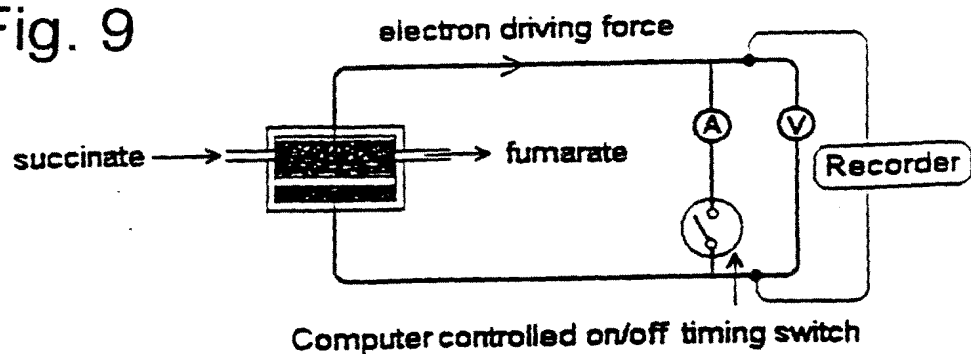 Fig. 9
electron driving force
A
V
succinate
fumarate
Recorder
Computer controlled on/off timing switch